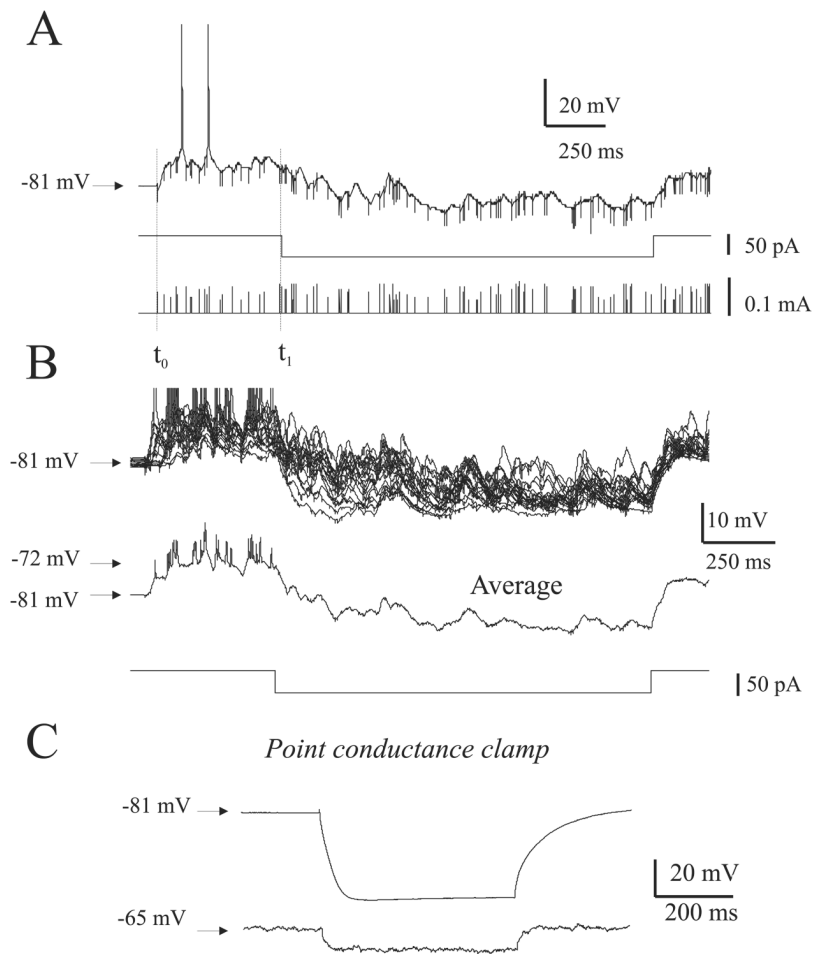 A
20 mV
250 ms
-81 mV
50 pA
0.1 mA
t0
t1
B
-81 mV
10 mV
250 ms
-72 mV
-81 mV
Average
50 pA
C
Point conductance clamp
-81 mV
20 mV
200 ms
-65 mV